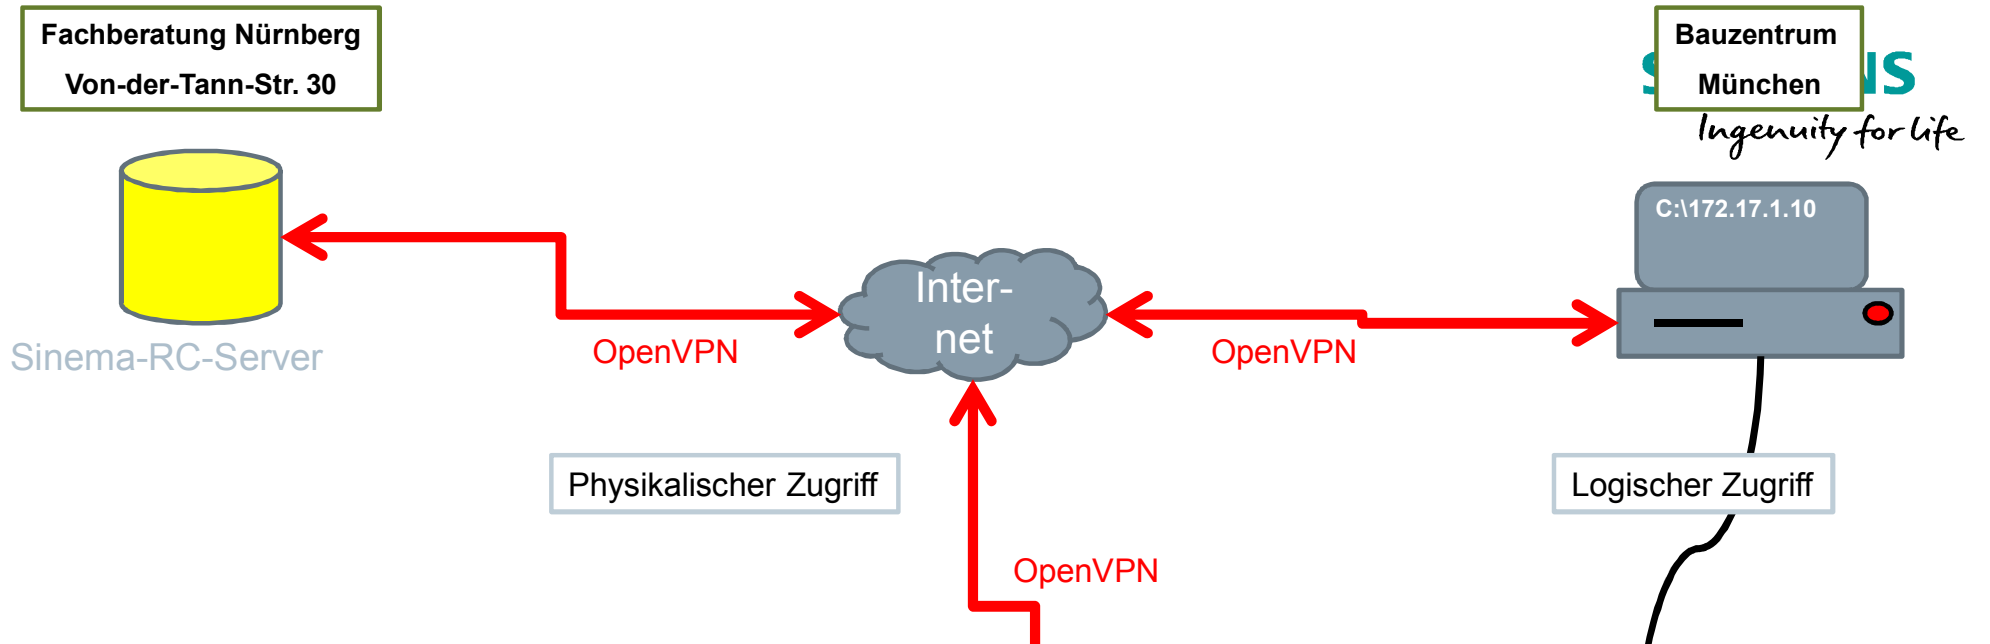 Fachberatung Nürnberg
Von-der-Tann-Str. 30
Bauzentrum
München
Ingenuity for life
C:\172.17.1.10
Inter-
net
Sinema-RC-Server
OpenVPN
OpenVPN
Physikalischer Zugriff
Logischer Zugriff
OpenVPN